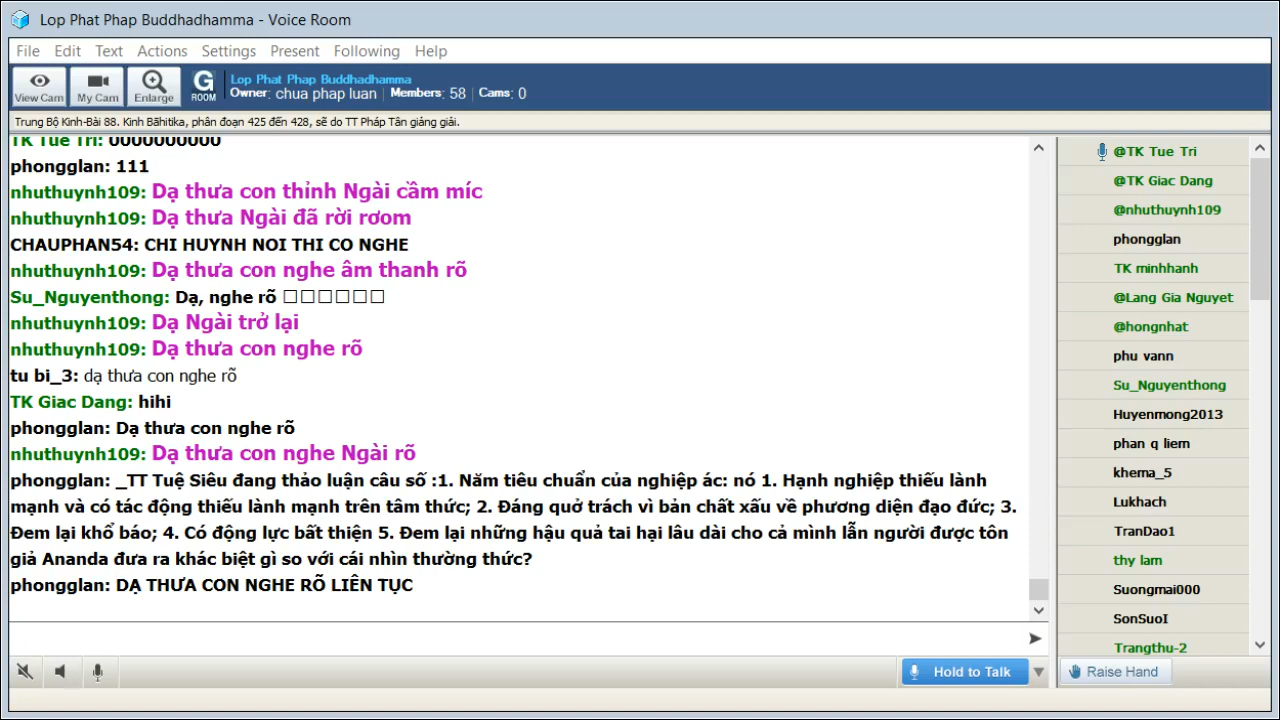 Lop Phat Phap Buddhadhamma - Voice Room
File Edit Text Actions Settings Present Following Help
View Cam My Cam Enlarge G ROOM
Lop Phat Phap Buddhadhamma
Owner: chua phap luan | Members: 58 | Cams: 0
Trung Bộ Kinh-Bài 88. Kinh Bāhitika, phân đoạn 425 đến 428, sẽ do TT Pháp Tân giảng giải.
TK Tue Tri: 0000000000
phongglan: 111
nhuthuynh109: Dạ thưa con thỉnh Ngài cầm míc
nhuthuynh109: Dạ thưa Ngài đã rời rơom
CHAUPHAN54: CHI HUYNH NOI THI CO NGHE
nhuthuynh109: Dạ thưa con nghe âm thanh rõ
Su_Nguyenthong: Dạ, nghe rõ □□□□□□
nhuthuynh109: Dạ Ngài trở lại
nhuthuynh109: Dạ thưa con nghe rõ
tu bi_3: dạ thưa con nghe rõ
TK Giac Dang: hihi
phongglan: Dạ thưa con nghe rõ
nhuthuynh109: Dạ thưa con nghe Ngài rõ
phongglan: _TT Tuệ Siêu đang thảo luận câu số :1. Năm tiêu chuẩn của nghiệp ác: nó 1. Hạnh nghiệp thiếu lành
mạnh và có tác động thiếu lành mạnh trên tâm thức; 2. Đáng quở trách vì bản chất xấu về phương diện đạo đức; 3.
Đem lại khổ báo; 4. Có động lực bất thiện 5. Đem lại những hậu quả tai hại lâu dài cho cả mình lẫn người được tôn
giả Ananda đưa ra khác biệt gì so với cái nhìn thường thức?
phongglan: DẠ THƯA CON NGHE RÕ LIÊN TỤC
@TK Tue Tri
@TK Giac Dang
@nhuthuynh109
phongglan
TK minhhanh
@Lang Gia Nguyet
@hongnhat
phu vann
Su_Nguyenthong
Huyenmong2013
phan q liem
khema_5
Lukhach
TranDao1
thy lam
Suongmai000
SonSuoI
Trangthu-2
Hold to Talk
Raise Hand